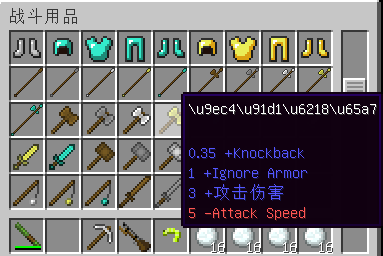 战斗用品
\u9ec4\u91d1\u6218\u65a7
0.35 +Knockback
1 +Ignore Armor
3 +攻击伤害
5 -Attack Speed
16 16 16 16